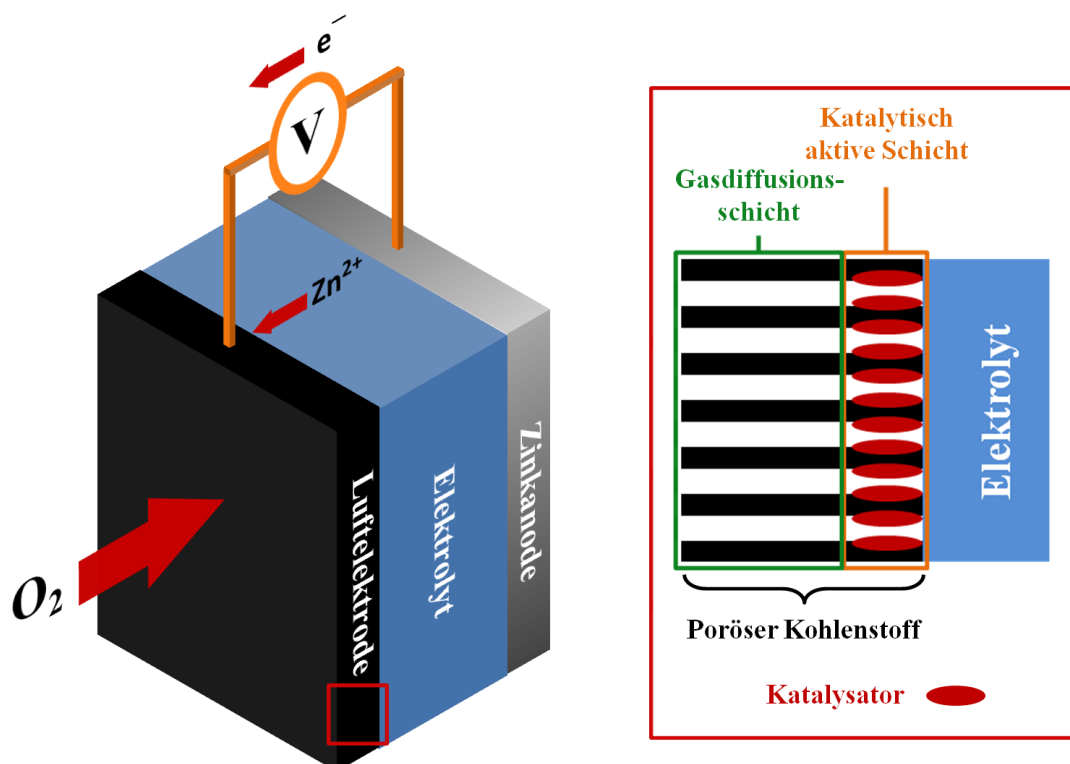 e⁻
V
Zn²⁺
O₂
Luftelektrode
Elektrolyt
Zinkanode
Katalytisch
aktive Schicht
Gasdiffusions-
schicht
Elektrolyt
Poröser Kohlenstoff
Katalysator